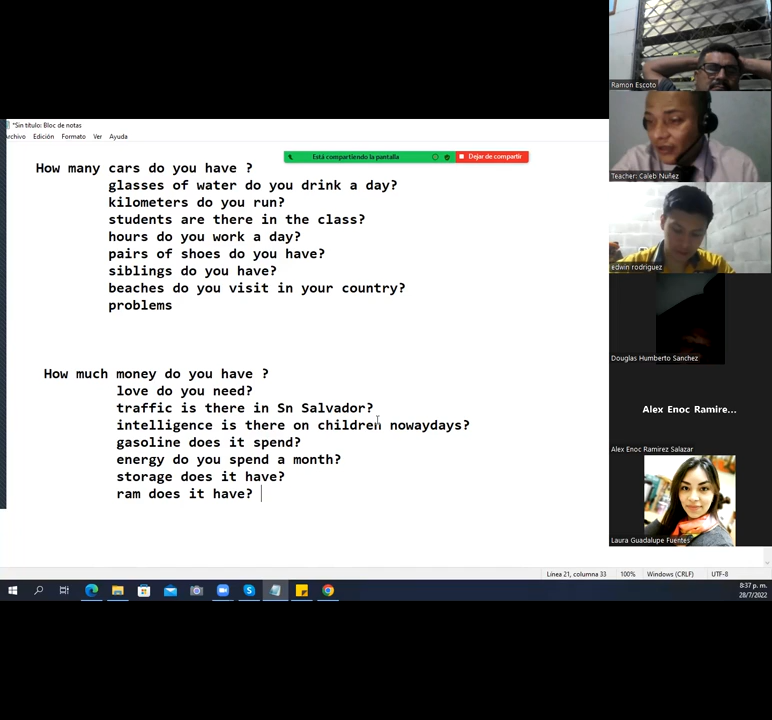 *Sin título: Bloc de notas
Archivo Edición Formato Ver Ayuda
Está compartiendo la pantalla Dejar de compartir
How many cars do you have ?
glasses of water do you drink a day?
kilometers do you run?
students are there in the class?
hours do you work a day?
pairs of shoes do you have?
siblings do you have?
beaches do you visit in your country?
problems
How much money do you have ?
love do you need?
traffic is there in Sn Salvador?
intelligence is there on children nowaydays?
gasoline does it spend?
energy do you spend a month?
storage does it have?
ram does it have?
Línea 21, columna 33 100% Windows (CRLF) UTF-8
8:37 p. m.
28/7/2022
Ramon Escoto
Teacher: Caleb Nuñez
edwin rodriguez
Douglas Humberto Sanchez
Alex Enoc Ramire...
Alex Enoc Ramirez Salazar
Laura Guadalupe Fuentes